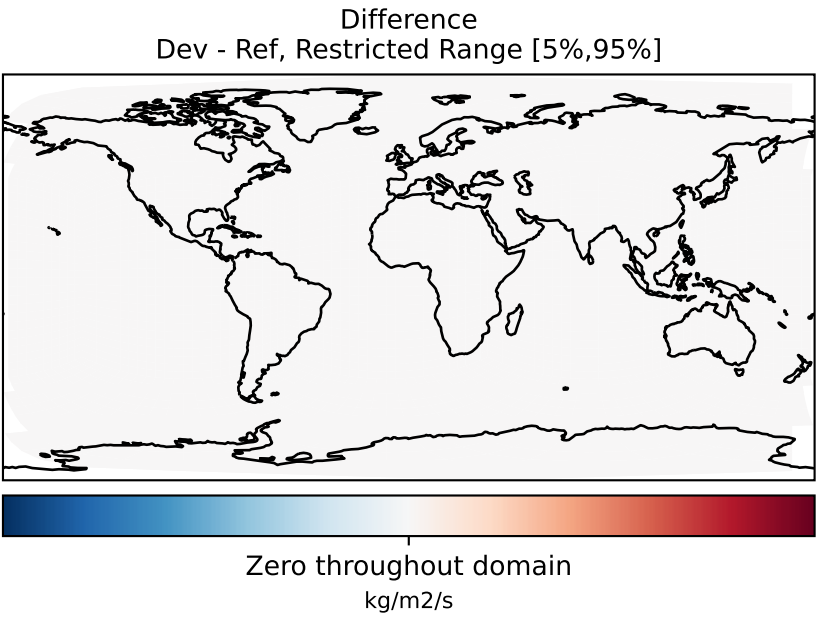 Difference
Dev - Ref, Restricted Range [5%,95%]
Zero throughout domain
kg/m2/s